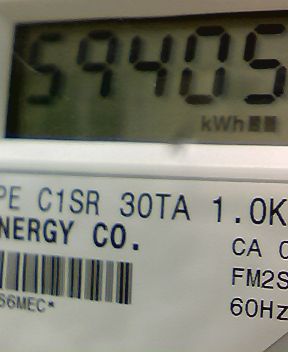 59405
kWh
PE C1SR 30TA 1.0K
NERGY CO.
CA
FM2S
60Hz
S6MEC*